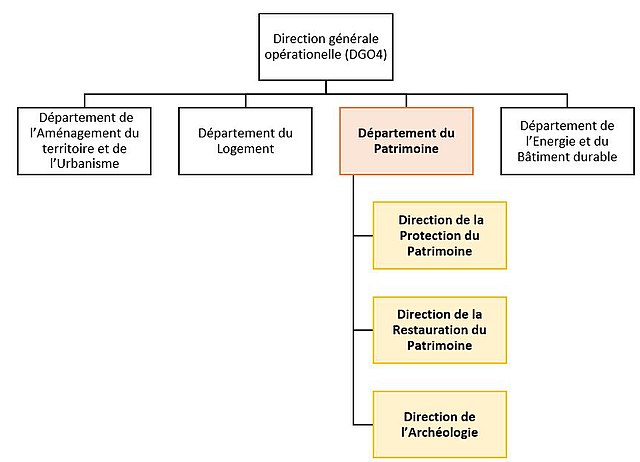 Direction générale
opérationelle (DGO4)
Département de
l’Aménagement du
territoire et de
l’Urbanisme
Département du
Logement
Département du
Patrimoine
Département de
l’Energie et du
Bâtiment durable
Direction de la
Protection du
Patrimoine
Direction de la
Restauration du
Patrimoine
Direction de
l’Archéologie